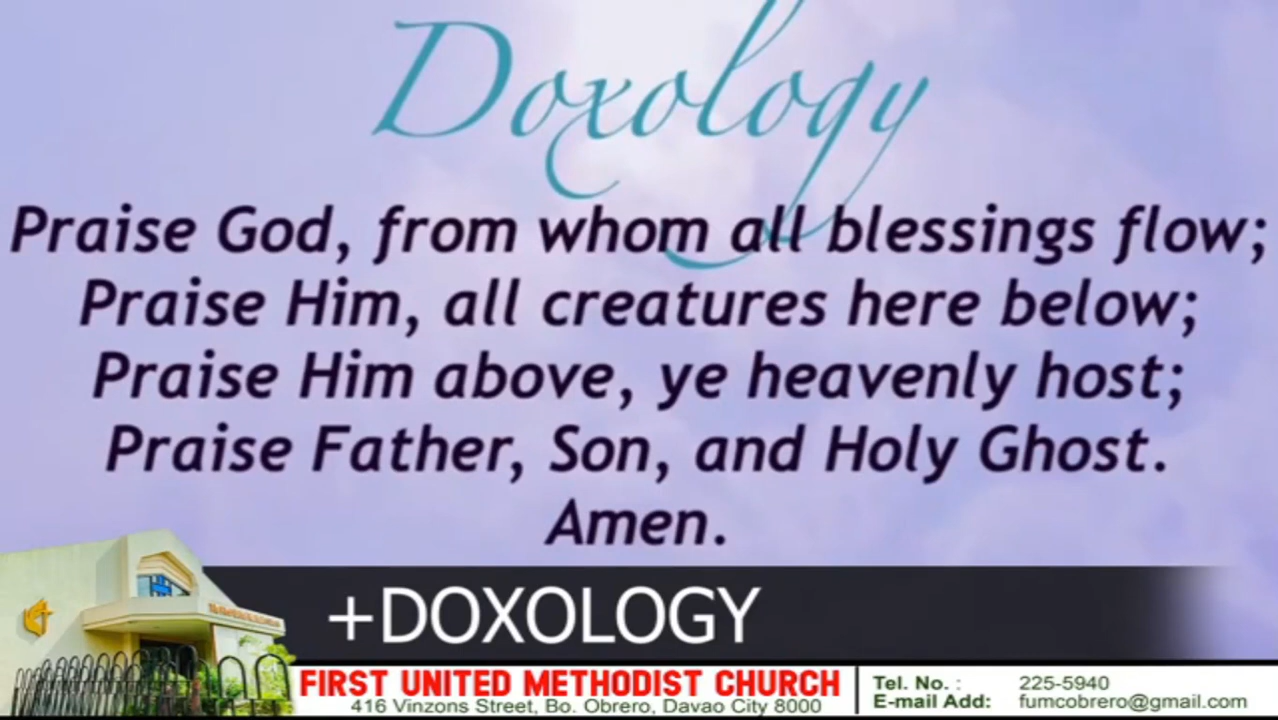 Doxology
Praise God, from whom all blessings flow;
Praise Him, all creatures here below;
Praise Him above, ye heavenly host;
Praise Father, Son, and Holy Ghost.
Amen.
+DOXOLOGY
FIRST UNITED METHODIST CHURCH
416 Vinzons Street, Bo. Obrero, Davao City 8000
Tel. No. : 225-5940
E-mail Add: fumcobrero@gmail.com